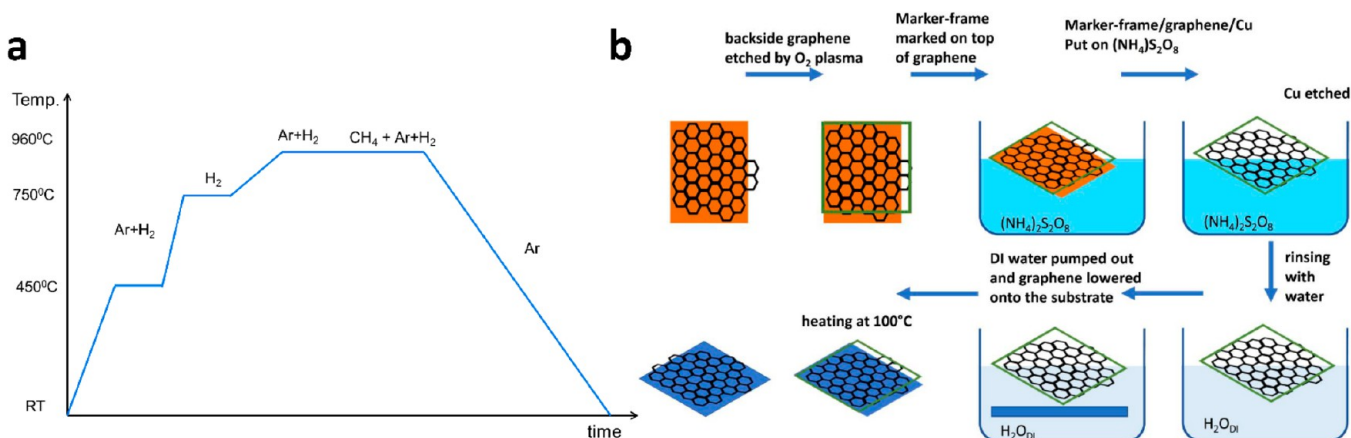 a
Temp.
960⁰C
750⁰C
450⁰C
RT
Ar+H₂
H₂
Ar+H₂
CH₄ + Ar+H₂
Ar
time
b
backside graphene
etched by O₂ plasma
Marker-frame
marked on top
of graphene
Marker-frame/graphene/Cu
Put on (NH₄)S₂O₈
Cu etched
(NH₄)₂S₂O₈
(NH₄)₂S₂O₈
rinsing
with
water
DI water pumped out
and graphene lowered
onto the substrate
heating at 100°C
H₂O_DI
H₂O_DI